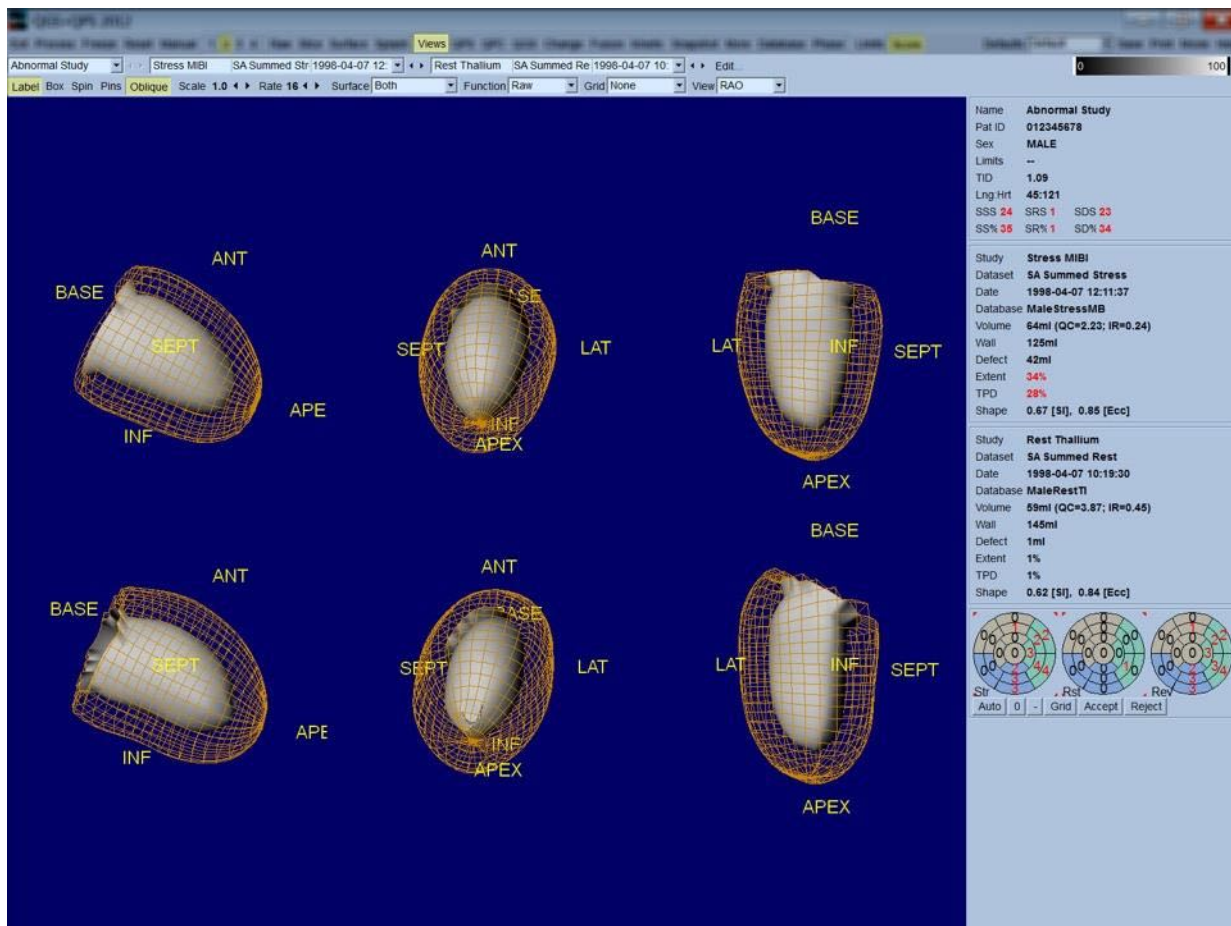 QGS+QPS 2012
Views
Abnormal Study Stress MIBI SA Summed Str 1998-04-07 12: Rest Thallium SA Summed Re 1998-04-07 10: Edit...
0 100
Label Box Spin Pins Oblique Scale 1.0 Rate 16 Surface Both Function Raw Grid None View RAO
Name Abnormal Study
Pat ID 012345678
Sex MALE
Limits --
TID 1.09
Lng:Hrt 45:121
SSS 24 SRS 1 SDS 23
SS% 35 SR% 1 SD% 34
Study Stress MIBI
Dataset SA Summed Stress
Date 1998-04-07 12:11:37
Database MaleStressMB
Volume 64ml (QC=2.23; IR=0.24)
Wall 125ml
Defect 42ml
Extent 34%
TPD 28%
Shape 0.67 [SI], 0.85 [Ecc]
Study Rest Thallium
Dataset SA Summed Rest
Date 1998-04-07 10:19:30
Database MaleRestTl
Volume 59ml (QC=3.87; IR=0.45)
Wall 145ml
Defect 1ml
Extent 1%
TPD 1%
Shape 0.62 [SI], 0.84 [Ecc]
Str Rst Rev
Auto 0 - Grid Accept Reject
ANT
BASE
SEPT
APE
INF
ANT
SEPT
LAT
INF
APEX
BASE
LAT
INF
SEPT
APEX
ANT
BASE
SEPT
APE
INF
ANT
BASE
SEPT
LAT
INF
APEX
BASE
LAT
INF
SEPT
APEX